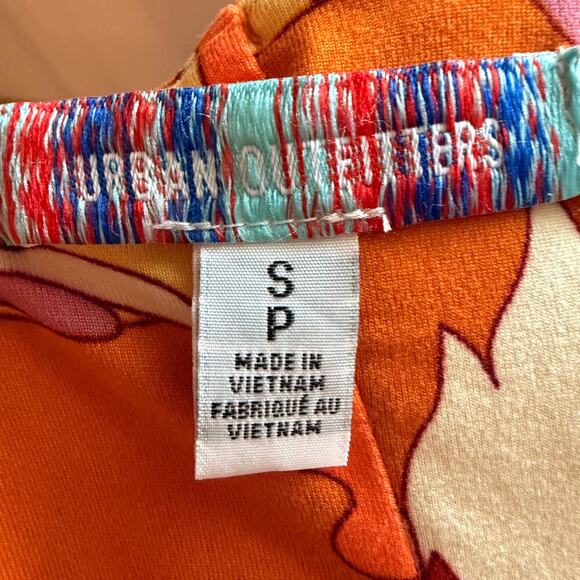 URBAN OUTFITTERS
S
P
MADE IN
VIETNAM
FABRIQUÉ AU
VIETNAM